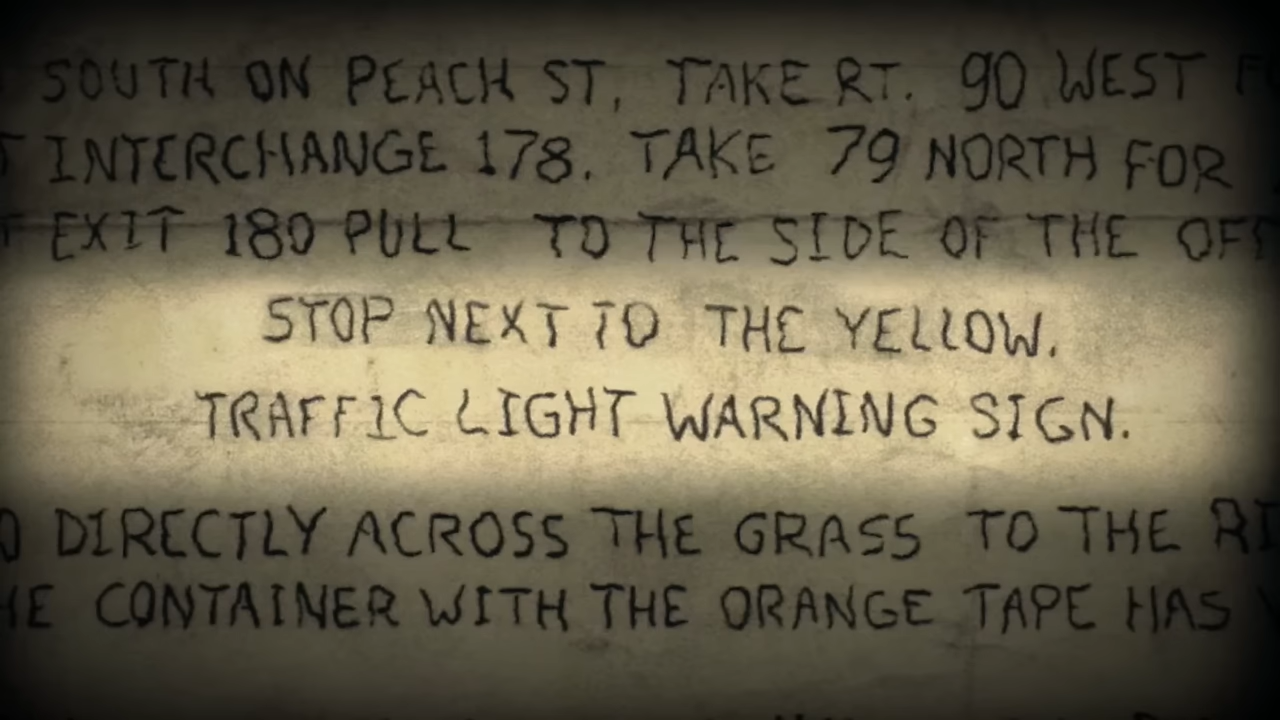 SOUTH ON PEACH ST, TAKE RT. 90 WEST
INTERCHANGE 178. TAKE 79 NORTH FOR
EXIT 180 PULL TO THE SIDE OF THE
STOP NEXT TO THE YELLOW.
TRAFFIC LIGHT WARNING SIGN.
DIRECTLY ACROSS THE GRASS TO THE
CONTAINER WITH THE ORANGE TAPE HAS